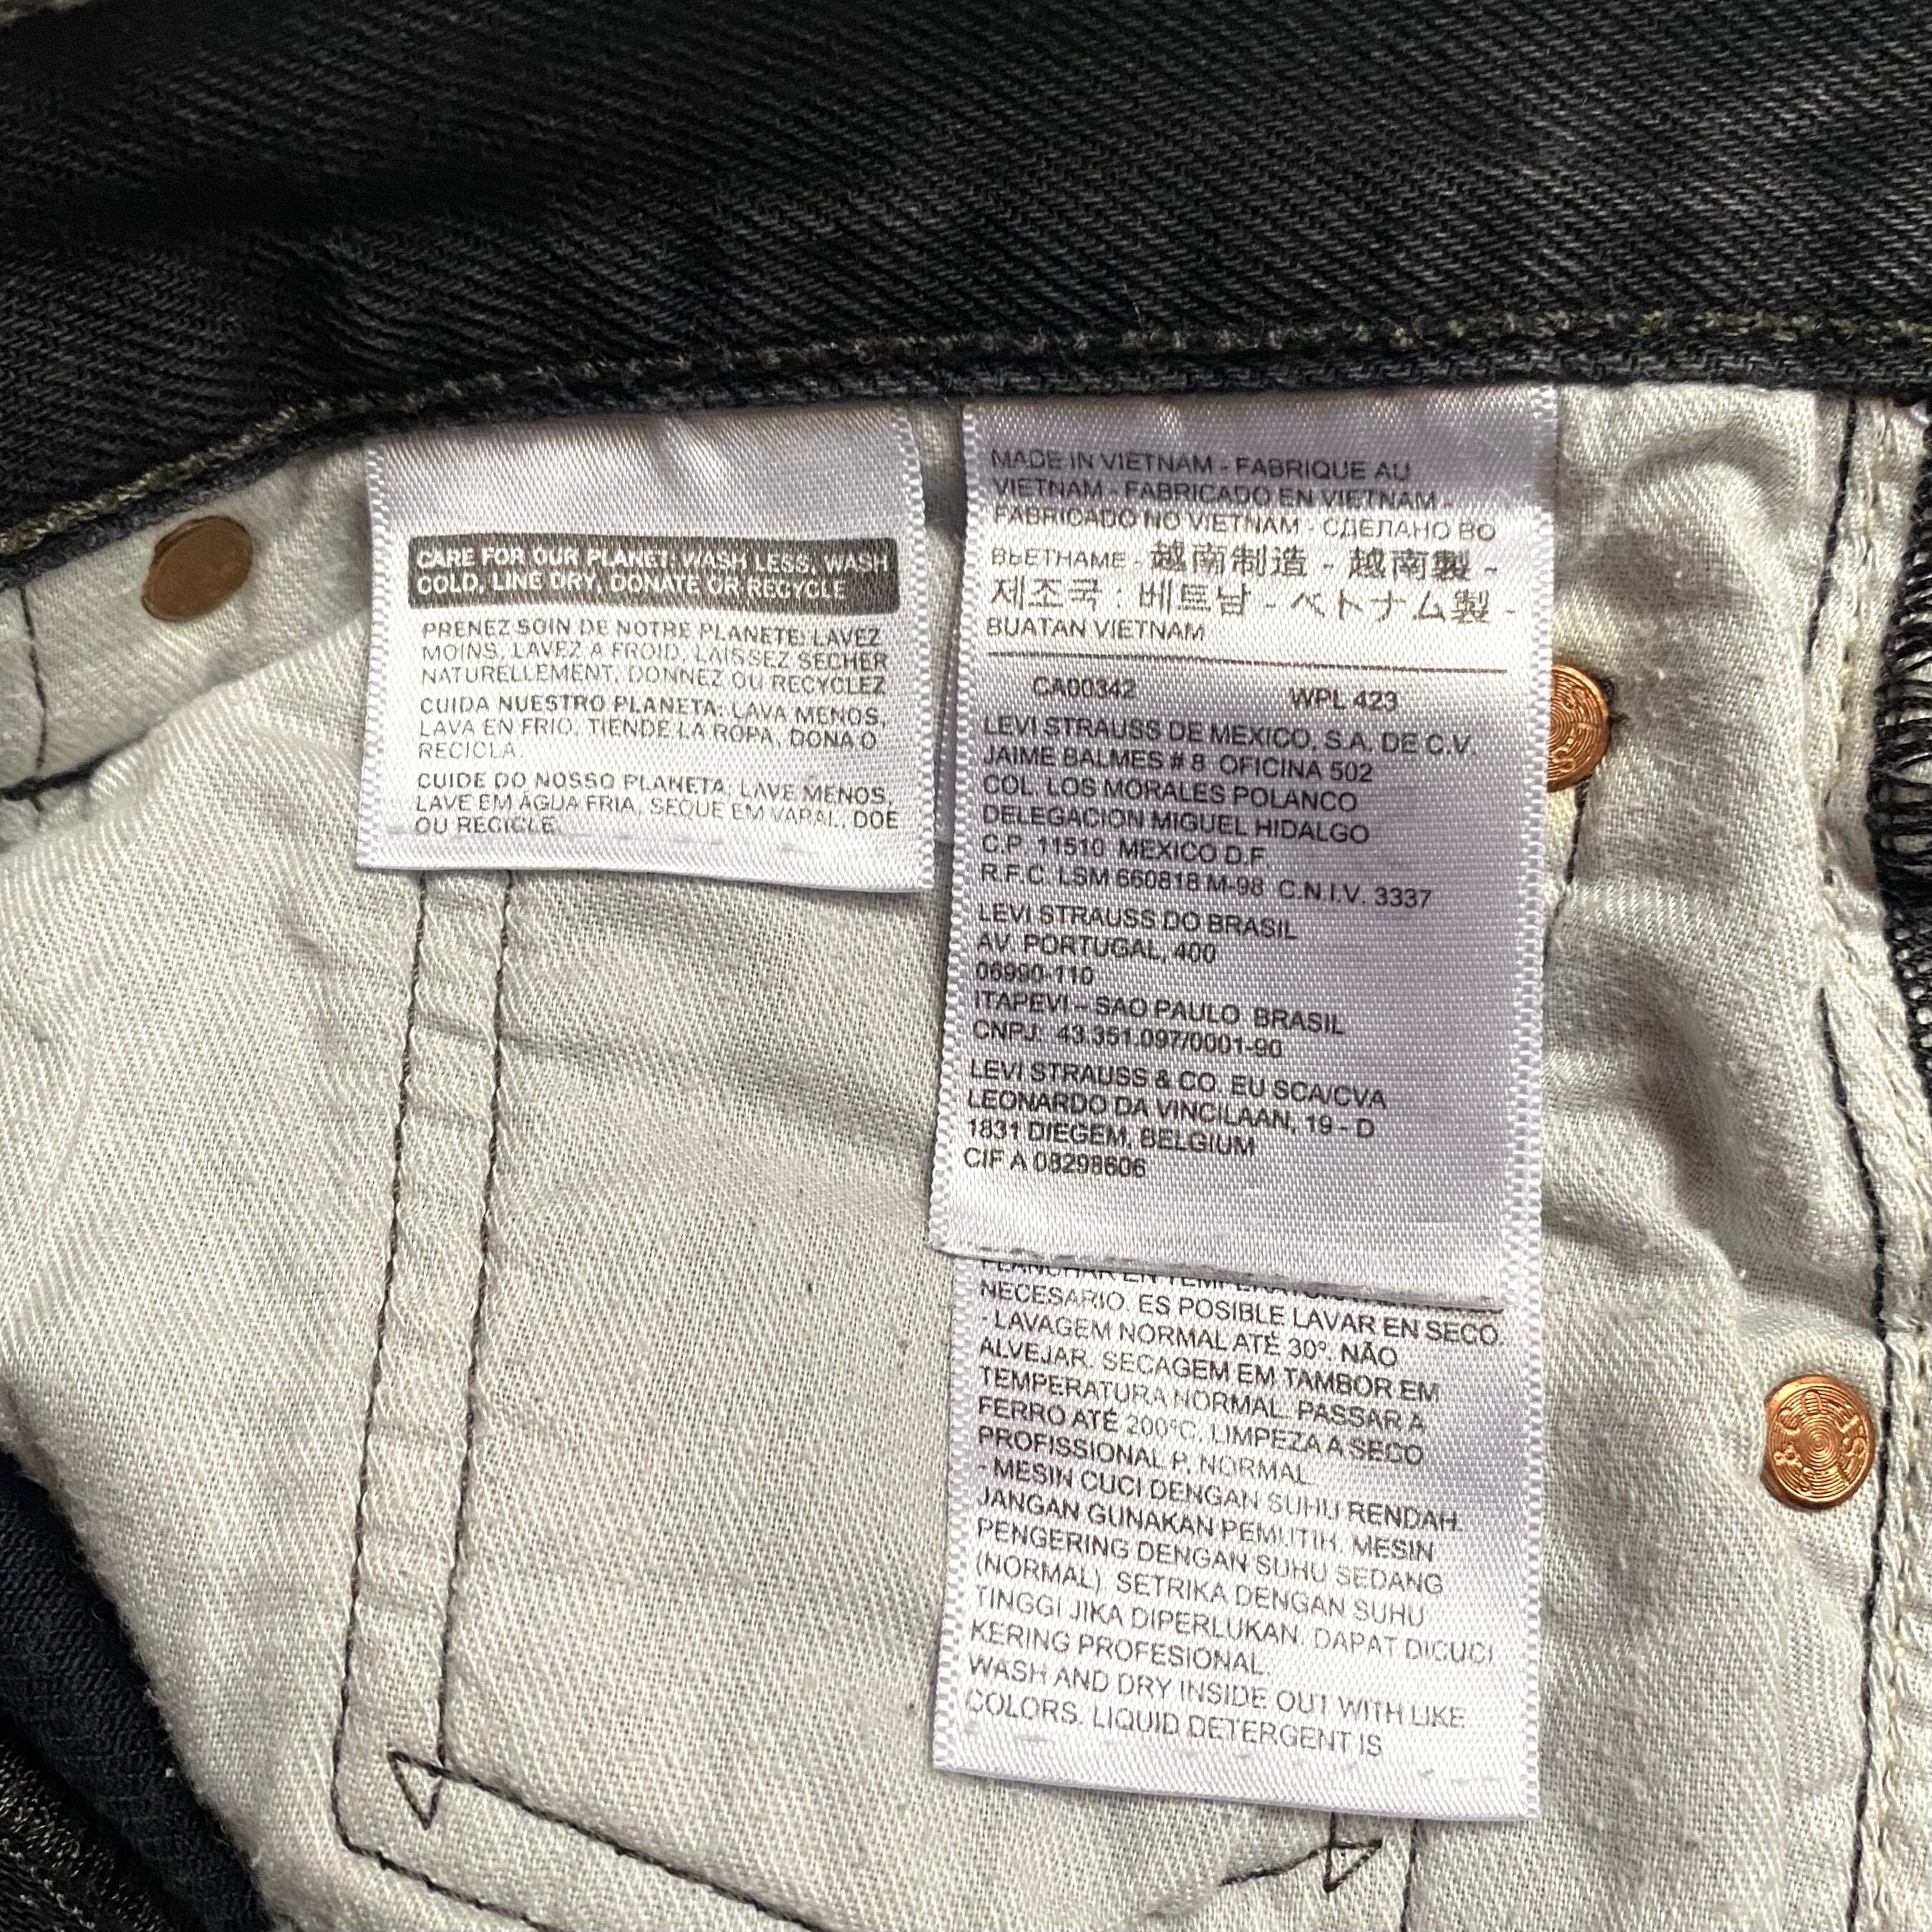 CARE FOR OUR PLANET: WASH LESS, WASH
COLD, LINE DRY, DONATE OR RECYCLE
PRENEZ SOIN DE NOTRE PLANETE: LAVEZ
MOINS, LAVEZ A FROID, LAISSEZ SECHER
NATURELLEMENT, DONNEZ OU RECYCLEZ
CUIDA NUESTRO PLANETA: LAVA MENOS,
LAVA EN FRIO, TIENDE LA ROPA, DONA O
RECICLA.
CUIDE DO NOSSO PLANETA: LAVE MENOS,
LAVE EM ÁGUA FRIA, SEQUE EM VARAL, DOE
OU RECICLE.
MADE IN VIETNAM - FABRIQUE AU
VIETNAM - FABRICADO EN VIETNAM -
FABRICADO NO VIETNAM - СДЕЛАНО ВО
ВЬЕТНАМЕ - 越南制造 - 越南製 -
제조국 : 베트남 - ベトナム製 -
BUATAN VIETNAM
CA00342 WPL 423
LEVI STRAUSS DE MEXICO, S.A. DE C.V.
JAIME BALMES # 8 OFICINA 502
COL. LOS MORALES POLANCO
DELEGACION MIGUEL HIDALGO
C.P. 11510 MEXICO D.F.
R.F.C. LSM 660818 M-98 C.N.I.V. 3337
LEVI STRAUSS DO BRASIL
AV. PORTUGAL, 400
06990-110
ITAPEVI – SAO PAULO BRASIL
CNPJ: 43.351.097/0001-90
LEVI STRAUSS & CO. EU SCA/CVA
LEONARDO DA VINCILAAN, 19 - D
1831 DIEGEM, BELGIUM
CIF A 08298606
PLANCHAR EN
NECESARIO. ES POSIBLE LAVAR EN SECO.
- LAVAGEM NORMAL ATÉ 30º. NÃO
ALVEJAR. SECAGEM EM TAMBOR EM
TEMPERATURA NORMAL. PASSAR A
FERRO ATÉ 200°C. LIMPEZA A SECO
PROFISSIONAL P, NORMAL
- MESIN CUCI DENGAN SUHU RENDAH.
JANGAN GUNAKAN PEMUTIH. MESIN
PENGERING DENGAN SUHU SEDANG
(NORMAL). SETRIKA DENGAN SUHU
TINGGI JIKA DIPERLUKAN. DAPAT DICUCI
KERING PROFESIONAL.
WASH AND DRY INSIDE OUT WITH LIKE
COLORS. LIQUID DETERGENT IS